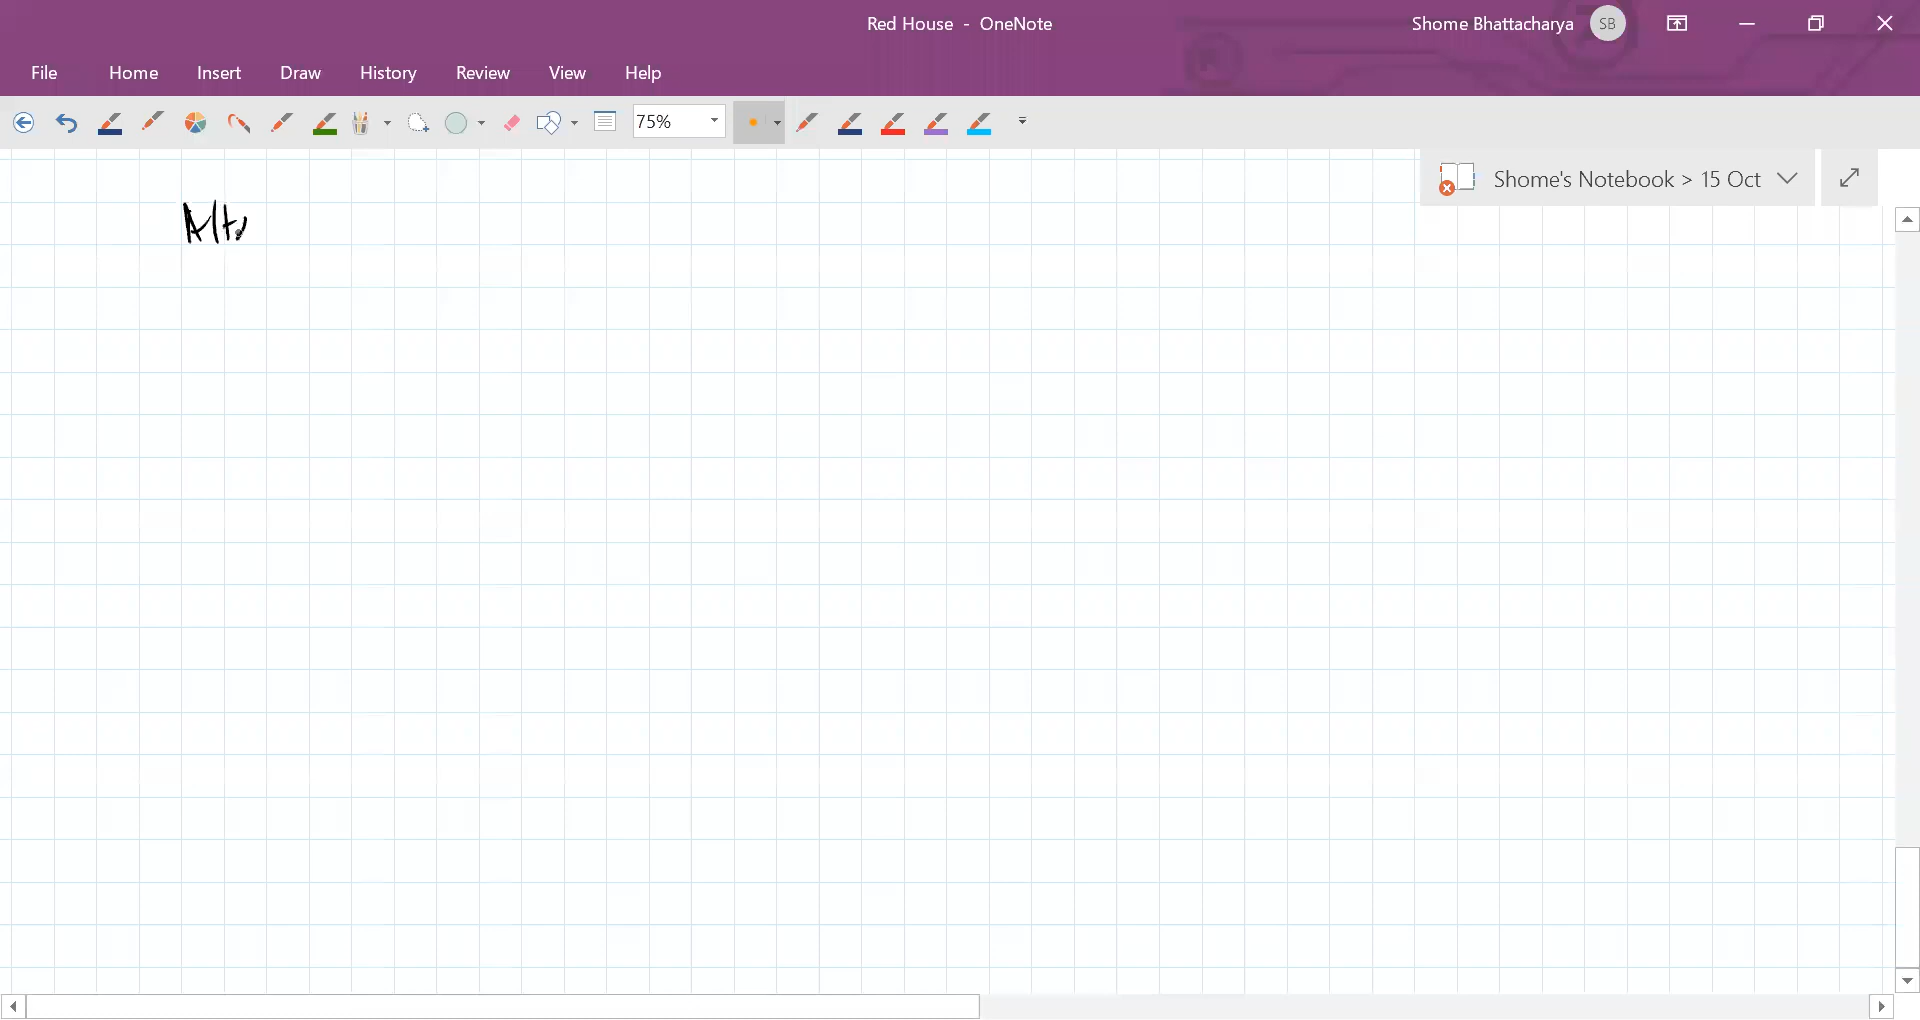 Red House - OneNote
Shome Bhattacharya SB
File Home Insert Draw History Review View Help
75%
Shome's Notebook > 15 Oct